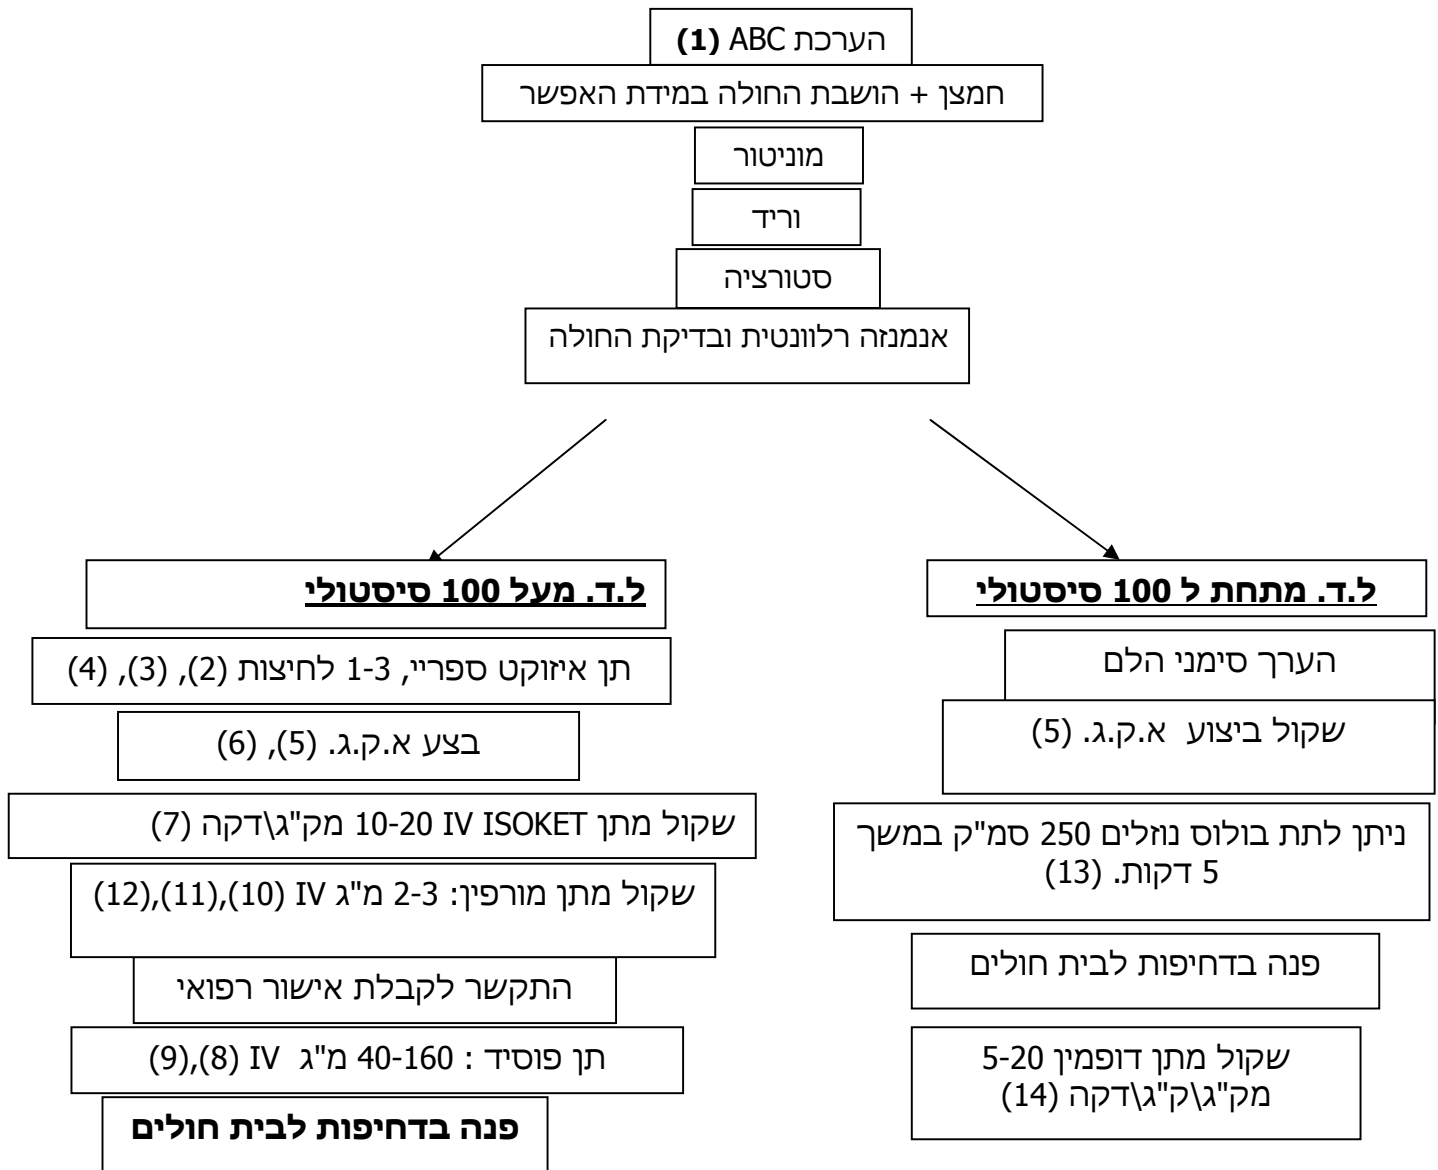 הערכת ABC (1)
חמצן + הושבת החולה במידת האפשר
מוניטור
וריד
סטורציה
אנמנזה רלוונטית ובדיקת החולה
ל.ד. מתחת ל 100 סיסטולי
הערך סימני הלם
שקול ביצוע א.ק.ג. (5)
ניתן לתת בולוס נוזלים 250 סמ"ק במשך
5 דקות. (13)
פנה בדחיפות לבית חולים
שקול מתן דופמין 5-20
מק"ג\ק"ג\דקה (14)
ל.ד. מעל 100 סיסטולי
תן איזוקט ספריי, 1-3 לחיצות (2), (3), (4)
בצע א.ק.ג. (5), (6)
שקול מתן IV ISOKET 10-20 מק"ג\דקה (7)
שקול מתן מורפין: 2-3 מ"ג IV (10),(11),(12)
התקשר לקבלת אישור רפואי
תן פוסיד : 40-160 מ"ג IV (8),(9)
פנה בדחיפות לבית חולים